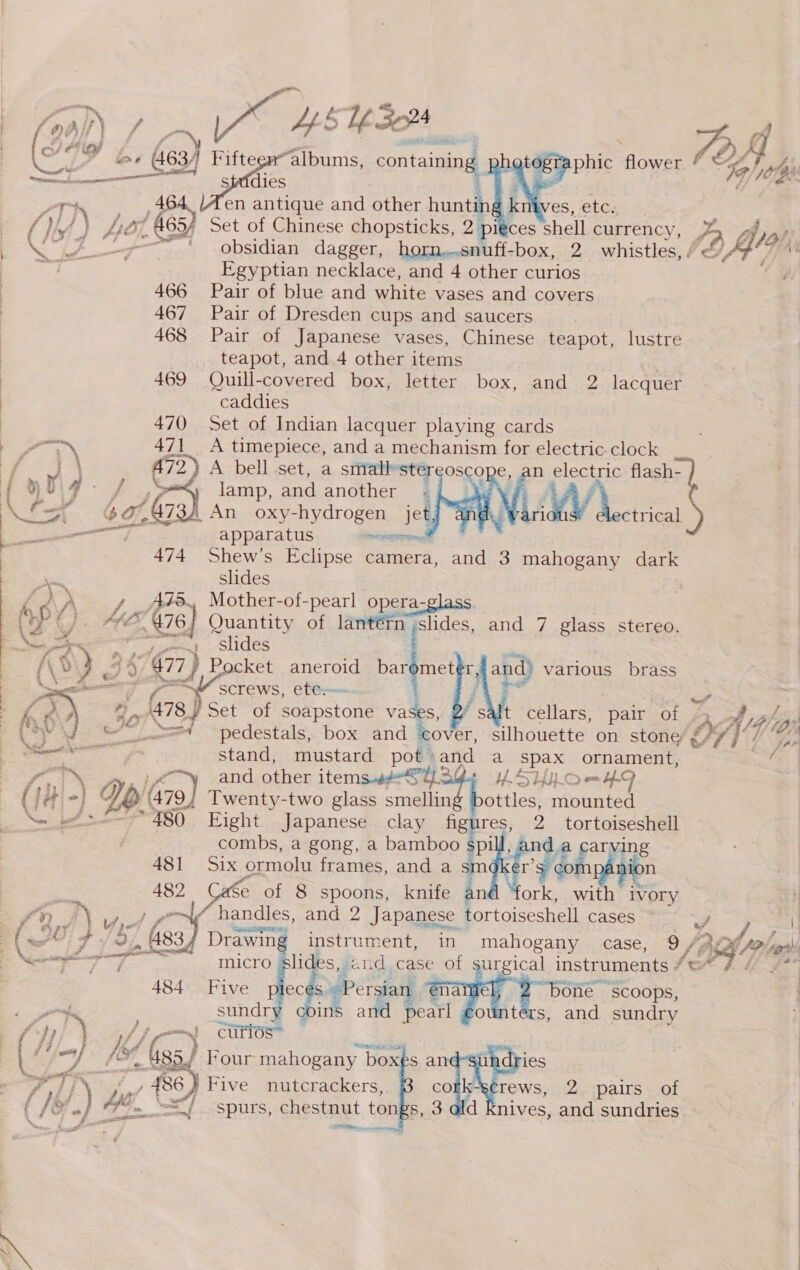 24
463 Fifteen albums, containing photographic flower
studies
464 Ten antique and other hunting knives, etc.
465 Set of Chinese chopsticks, 2 pieces shell currency,
obsidian dagger, horn snuff-box, 2 whistles,
Egyptian necklace, and 4 other curios
466 Pair of blue and white vases and covers
467 Pair of Dresden cups and saucers
468 Pair of Japanese vases, Chinese teapot, lustre
teapot, and 4 other items
469 Quill-covered box, letter box, and 2 lacquer
caddies
470 Set of Indian lacquer playing cards
471 A timepiece, and a mechanism for electric clock
472 A bell set, a small stereoscope, an electric flash-
lamp, and another
473 An oxy-hydrogen jet, and various electrical
apparatus
474 Shew's Eclipse camera, and 3 mahogany dark
slides
475 Mother-of-pearl opera-glass
476 Quantity of lantern slides, and 7 glass stereo.
slides
477 Pocket aneroid barometer, and various brass
screws, etc.
478 Set of soapstone vases, 2 salt cellars, pair of
pedestals, box and cover, silhouette on stone
stand, mustard pot and a spax ornament,
and other items
479 Twenty-two glass smelling bottles, mounted
480 Eight Japanese clay figures, 2 tortoiseshell
combs, a gong, a bamboo spill, and a carving
481 Six ormolu frames, and a smoker's companion
482 Case of 8 spoons, knife and fork, with ivory
handles, and 2 Japanese tortoiseshell cases
483 Drawing instrument, in mahogany case, 9
micro slides, and case of surgical instruments
484 Five pieces Persian enamel, 2 bone scoops,
sundry coins and pearl counters, and sundry
curios
485 Four mahogany boxes and sundries
486 Five nutcrackers, 3 cork-screws, 2 pairs of
spurs, chestnut tongs, 3 old knives, and sundries